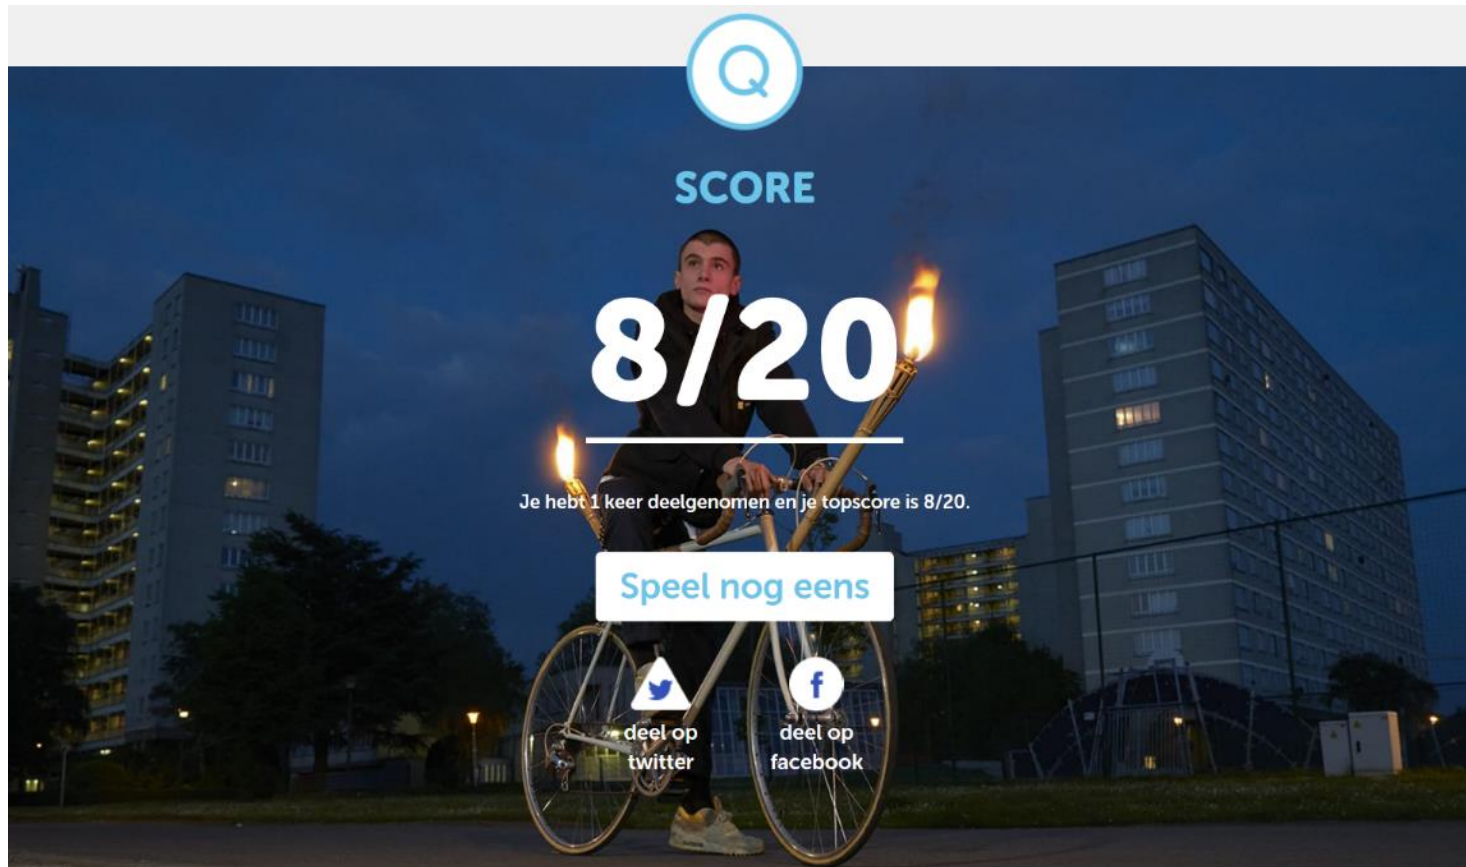 Q
SCORE
8/20
Je hebt 1 keer deelgenomen en je topscore is 8/20.
Speel nog eens
deel op
twitter
deel op
facebook